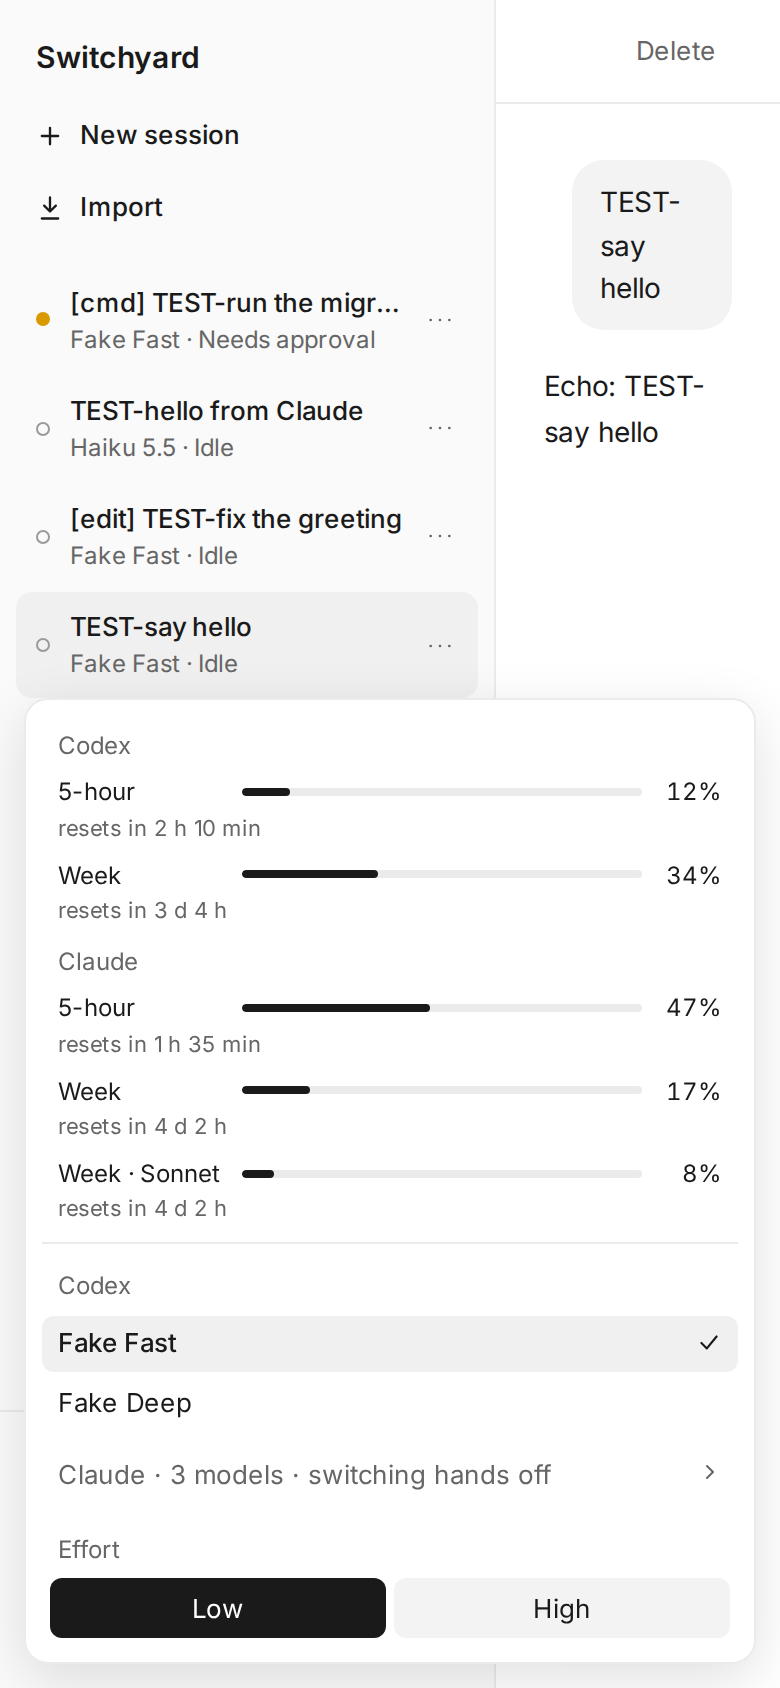 Switchyard
Delete
New session
Import
[cmd] TEST-run the migr...
Fake Fast · Needs approval
TEST-hello from Claude
Haiku 5.5 · Idle
[edit] TEST-fix the greeting
Fake Fast · Idle
TEST-say hello
Fake Fast · Idle
TEST-
say
hello
Echo: TEST-
say hello
Codex
5-hour 12%
resets in 2 h 10 min
Week 34%
resets in 3 d 4 h
Claude
5-hour 47%
resets in 1 h 35 min
Week 17%
resets in 4 d 2 h
Week · Sonnet 8%
resets in 4 d 2 h
Codex
Fake Fast
Fake Deep
Claude · 3 models · switching hands off
Effort
Low High